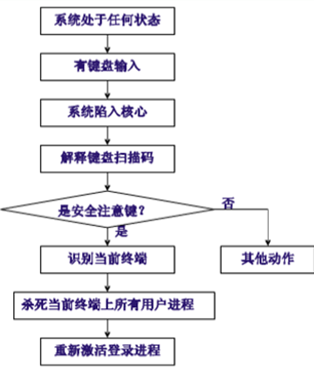 系统处于任何状态
有键盘输入
系统陷入核心
解释键盘扫描码
是安全注意键?
否
是
识别当前终端
其他动作
杀死当前终端上所有用户进程
重新激活登录进程